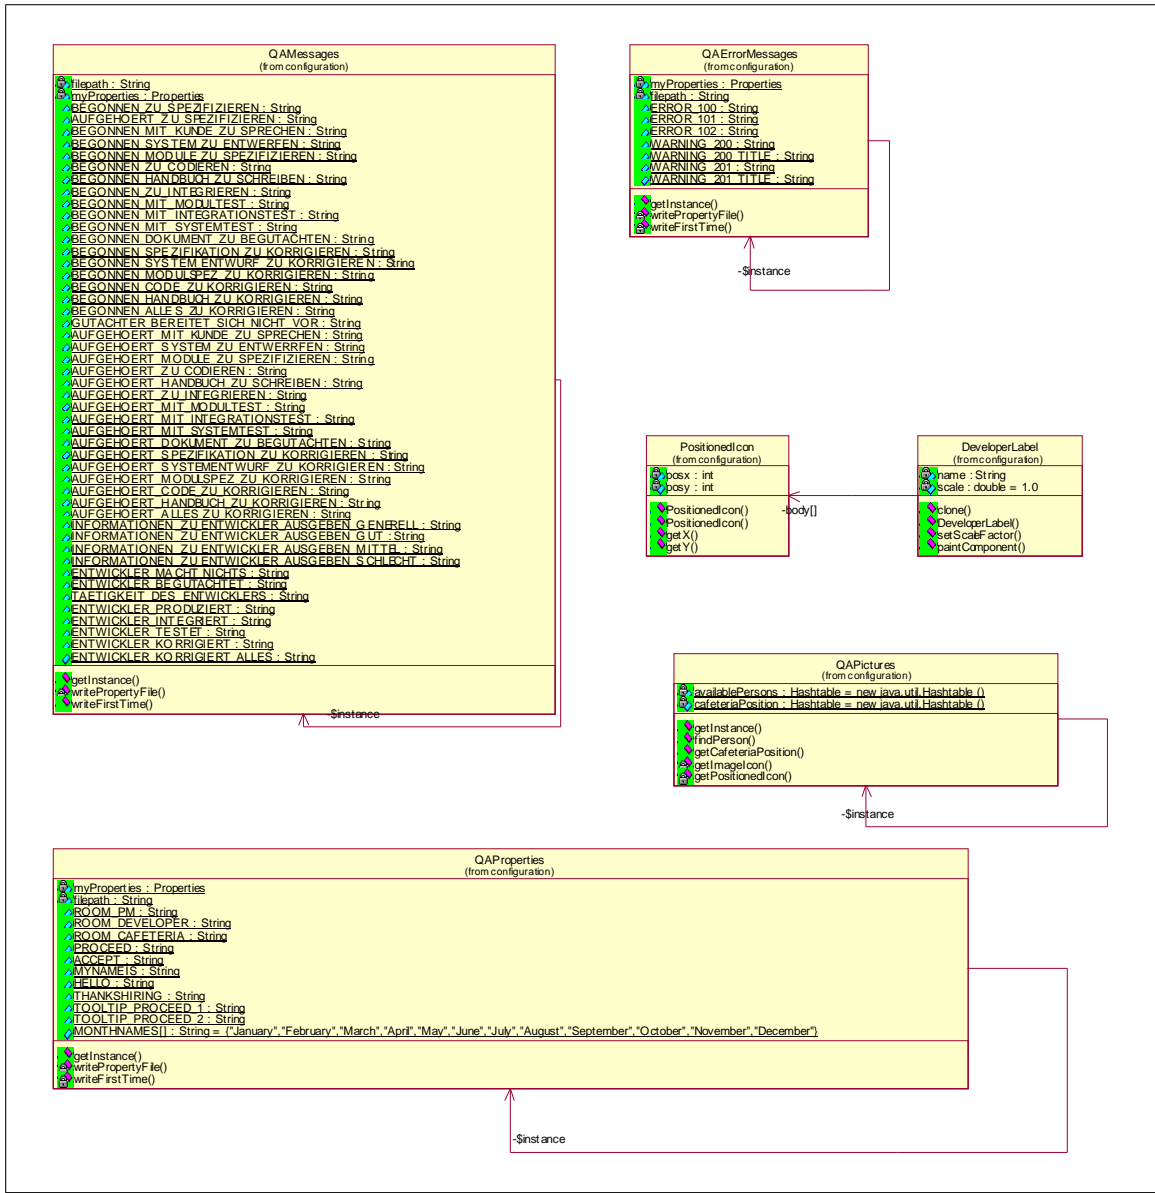 QAMessages
(from configuration)
filepath : String
myProperties : Properties
BEGONNEN_ZU_SPEZIFIZIEREN : String
AUFGEHOERT_ZU_SPEZIFIZIEREN : String
BEGONNEN_MIT_KUNDE_ZU_SPRECHEN : String
BEGONNEN_SYSTEM_ZU_ENTWERFEN : String
BEGONNEN_MODULE_ZU_SPEZIFIZIEREN : String
BEGONNEN_ZU_CODIEREN : String
BEGONNEN_HANDBUCH_ZU_SCHREIBEN : String
BEGONNEN_ZU_INTEGRIEREN : String
BEGONNEN_MIT_MODULTEST : String
BEGONNEN_MIT_INTEGRATIONSTEST : String
BEGONNEN_MIT_SYSTEMTEST : String
BEGONNEN_DOKUMENT_ZU_BEGUTACHTEN : String
BEGONNEN_SPEZIFIKATION_ZU_KORRIGIEREN : String
BEGONNEN_SYSTEMENTWURF_ZU_KORRIGIEREN : String
BEGONNEN_MODULSPEZ_ZU_KORRIGIEREN : String
BEGONNEN_CODE_ZU_KORRIGIEREN : String
BEGONNEN_HANDBUCH_ZU_KORRIGIEREN : String
BEGONNEN_ALLES_ZU_KORRIGIEREN : String
GUTACHTER_BEREITET_SICH_NICHT_VOR : String
AUFGEHOERT_MIT_KUNDE_ZU_SPRECHEN : String
AUFGEHOERT_SYSTEM_ZU_ENTWERRFEN : String
AUFGEHOERT_MODULE_ZU_SPEZIFIZIEREN : String
AUFGEHOERT_ZU_CODIEREN : String
AUFGEHOERT_HANDBUCH_ZU_SCHREIBEN : String
AUFGEHOERT_ZU_INTEGRIEREN : String
AUFGEHOERT_MIT_MODULTEST : String
AUFGEHOERT_MIT_INTEGRATIONSTEST : String
AUFGEHOERT_MIT_SYSTEMTEST : String
AUFGEHOERT_DOKUMENT_ZU_BEGUTACHTEN : String
AUFGEHOERT_SPEZIFIKATION_ZU_KORRIGIEREN : String
AUFGEHOERT_SYSTEMENTWURF_ZU_KORRIGIEREN : String
AUFGEHOERT_MODULSPEZ_ZU_KORRIGIEREN : String
AUFGEHOERT_CODE_ZU_KORRIGIEREN : String
AUFGEHOERT_HANDBUCH_ZU_KORRIGIEREN : String
AUFGEHOERT_ALLES_ZU_KORRIGIEREN : String
INFORMATIONEN_ZU_ENTWICKLER_AUSGEBEN_GENERELL : String
INFORMATIONEN_ZU_ENTWICKLER_AUSGEBEN_GUT : String
INFORMATIONEN_ZU_ENTWICKLER_AUSGEBEN_MITTEL : String
INFORMATIONEN_ZU_ENTWICKLER_AUSGEBEN_SCHLECHT : String
ENTWICKLER_MACHT_NICHTS : String
ENTWICKLER_BEGUTACHTET : String
TAETIGKEIT_DES_ENTWICKLERS : String
ENTWICKLER_PRODUZIERT : String
ENTWICKLER_INTEGRIERT : String
ENTWICKLER_TESTET : String
ENTWICKLER_KORRIGIERT : String
ENTWICKLER_KORRIGIERT_ALLES : String
getInstance()
writePropertyFile()
writeFirstTime()
-$instance
QAErrorMessages
(from configuration)
myProperties : Properties
filepath : String
ERROR_100 : String
ERROR_101 : String
ERROR_102 : String
WARNING_200 : String
WARNING_200_TITLE : String
WARNING_201 : String
WARNING_201_TITLE : String
getInstance()
writePropertyFile()
writeFirstTime()
-$instance
PositionedIcon
(from configuration)
posx : int
posy : int
PositionedIcon()
PositionedIcon()
getX()
getY()
-body[]
DeveloperLabel
(from configuration)
name : String
scale : double = 1.0
clone()
DeveloperLabel()
setScaleFactor()
paintComponent()
QAPictures
(from configuration)
availablePersons : Hashtable = new java.util.Hashtable ()
cafeteriaPosition : Hashtable = new java.util.Hashtable ()
getInstance()
findPerson()
getCafeteriaPosition()
getImageIcon()
getPositionedIcon()
-$instance
QAProperties
(from configuration)
myProperties : Properties
filepath : String
ROOM_PM : String
ROOM_DEVELOPER : String
ROOM_CAFETERIA : String
PROCEED : String
ACCEPT : String
MYNAMEIS : String
HELLO : String
THANKSHIRING : String
TOOLTIP_PROCEED_1 : String
TOOLTIP_PROCEED_2 : String
MONTHNAMES[] : String = {"January","February","March","April","May","June","July","August","September","October","November","December"}
getInstance()
writePropertyFile()
writeFirstTime()
-$instance